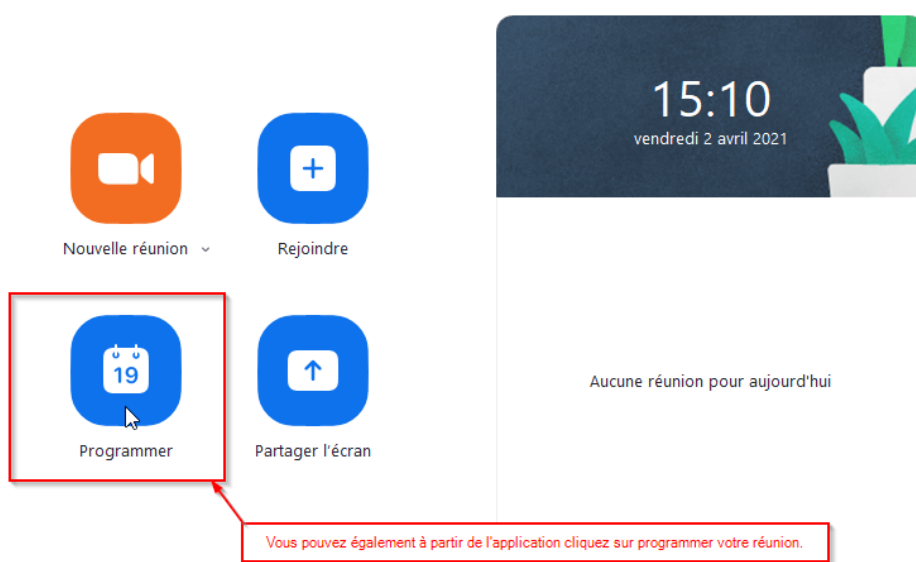 15:10
vendredi 2 avril 2021
Nouvelle réunion
Rejoindre
19
Programmer
Partager l'écran
Aucune réunion pour aujourd'hui
Vous pouvez également à partir de l'application cliquez sur programmer votre réunion.